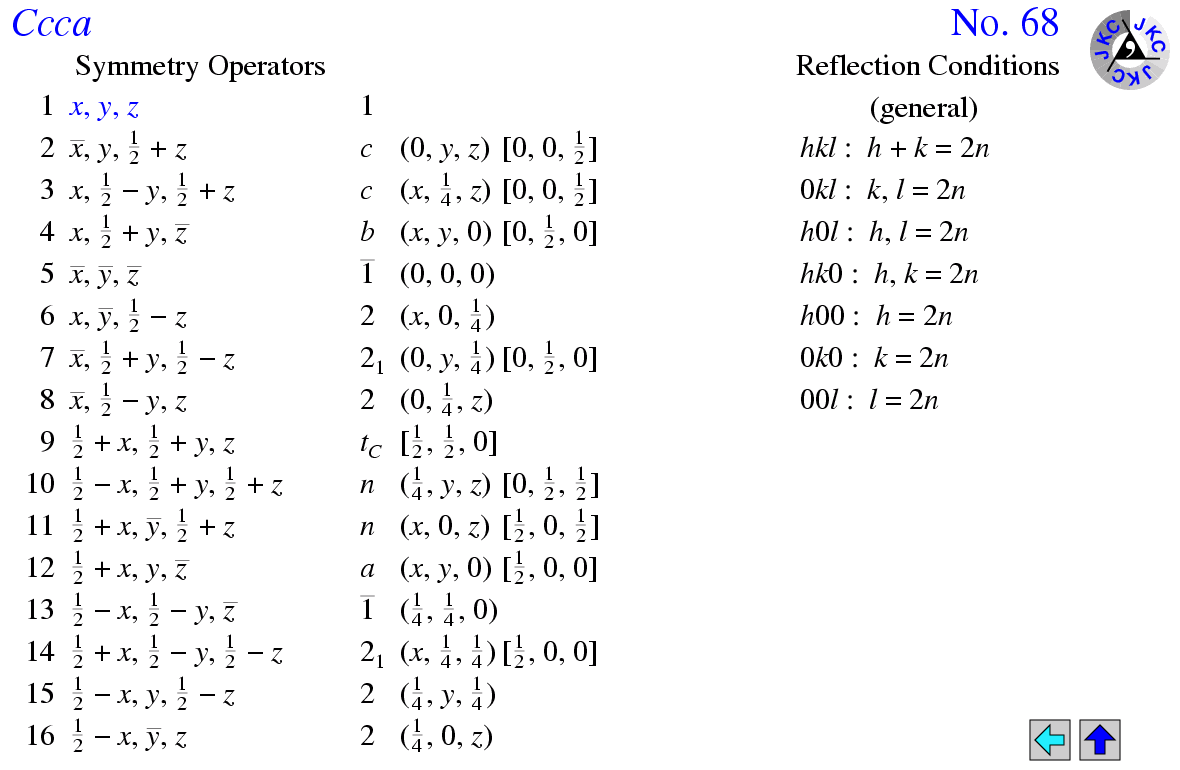 Ccca No. 68
JKC JKC JKC
Symmetry Operators Reflection Conditions
1 x, y, z 1 (general)
2 x̅, y, ½ + z c (0, y, z) [0, 0, ½] hkl : h + k = 2n
3 x, ½ − y, ½ + z c (x, ¼, z) [0, 0, ½] 0kl : k, l = 2n
4 x, ½ + y, z̅ b (x, y, 0) [0, ½, 0] h0l : h, l = 2n
5 x̅, y̅, z̅ 1̅ (0, 0, 0) hk0 : h, k = 2n
6 x, y̅, ½ − z 2 (x, 0, ¼) h00 : h = 2n
7 x̅, ½ + y, ½ − z 2₁ (0, y, ¼) [0, ½, 0] 0k0 : k = 2n
8 x̅, ½ − y, z 2 (0, ¼, z) 00l : l = 2n
9 ½ + x, ½ + y, z t_C [½, ½, 0]
10 ½ − x, ½ + y, ½ + z n (¼, y, z) [0, ½, ½]
11 ½ + x, y̅, ½ + z n (x, 0, z) [½, 0, ½]
12 ½ + x, y, z̅ a (x, y, 0) [½, 0, 0]
13 ½ − x, ½ − y, z̅ 1̅ (¼, ¼, 0)
14 ½ + x, ½ − y, ½ − z 2₁ (x, ¼, ¼) [½, 0, 0]
15 ½ − x, y, ½ − z 2 (¼, y, ¼)
16 ½ − x, y̅, z 2 (¼, 0, z)